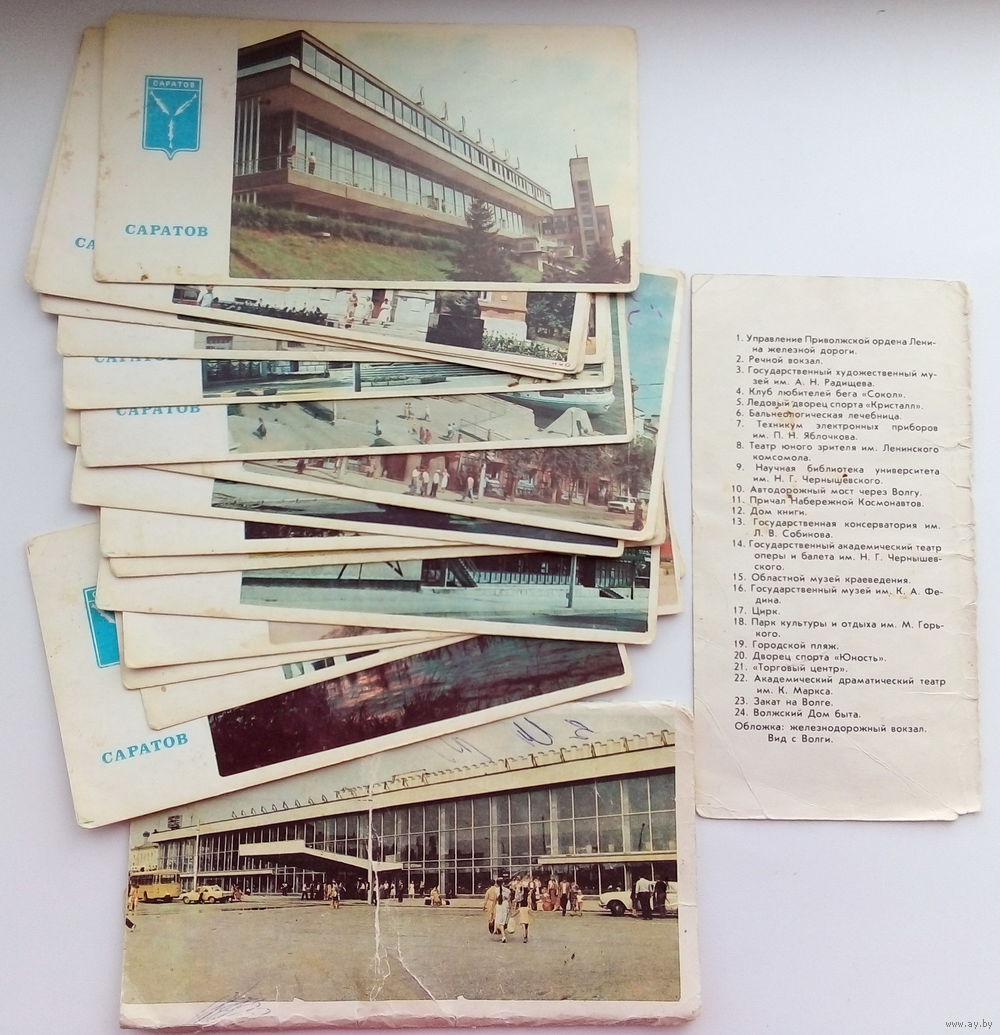 САРАТОВ
САРАТОВ
СА
САРАТОВ
САРАТОВ
САРАТОВ
1. Управление Приволжской ордена Лени-
на железной дороги.
2. Речной вокзал.
3. Государственный художественный му-
зей им. А. Н. Радищева.
4. Клуб любителей бега «Сокол».
5. Ледовый дворец спорта «Кристалл».
6. Бальнеологическая лечебница.
7. Техникум электронных приборов
им. П. Н. Яблочкова.
8. Театр юного зрителя им. Ленинского
комсомола.
9. Научная библиотека университета
им. Н. Г. Чернышевского.
10. Автодорожный мост через Волгу.
11. Причал Набережной Космонавтов.
12. Дом книги.
13. Государственная консерватория им.
Л. В. Собинова.
14. Государственный академический театр
оперы и балета им. Н. Г. Чернышев-
ского.
15. Областной музей краеведения.
16. Государственный музей им. К. А. Фе-
дина.
17. Цирк.
18. Парк культуры и отдыха им. М. Горь-
кого.
19. Городской пляж.
20. Дворец спорта «Юность».
21. «Торговый центр».
22. Академический драматический театр
им. К. Маркса.
23. Закат на Волге.
24. Волжский Дом быта.
Обложка: железнодорожный вокзал.
Вид с Волги.
www.ay.by